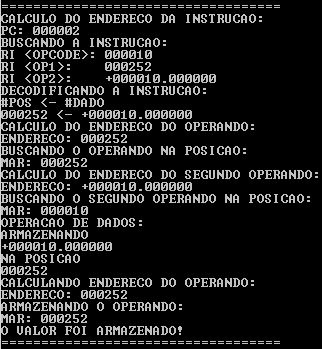 ========================================
CALCULO DO ENDERECO DA INSTRUCAO:
PC: 000002
BUSCANDO A INSTRUCAO:
RI <OPCODE>: 000010
RI <OP1>: 000252
RI <OP2>: +000010.000000
DECODIFICANDO A INSTRUCAO:
#POS <- #DADO
000252 <- +000010.000000
CALCULO DO ENDERECO DO OPERANDO:
ENDERECO: 000252
BUSCANDO O OPERANDO NA POSICAO:
MAR: 000252
CALCULO DO ENDERECO DO SEGUNDO OPERANDO:
ENDERECO: +000010.000000
BUSCANDO O SEGUNDO OPERANDO NA POSICAO:
MAR: 000010
OPERACAO DE DADOS:
ARMAZENANDO
+000010.000000
NA POSICAO
000252
CALCULANDO ENDERECO DO OPERANDO:
ENDERECO: 000252
ARMAZENANDO O OPERANDO:
MAR: 000252
O VALOR FOI ARMAZENADO!
========================================